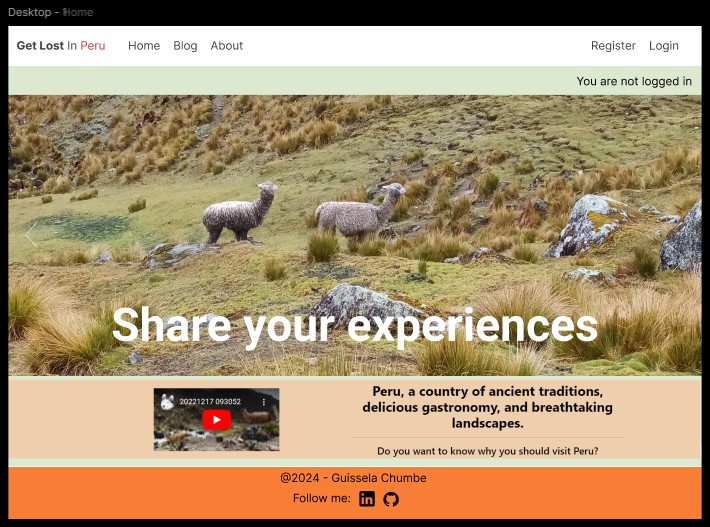 Desktop - Home
Get Lost In Peru Home Blog About Register Login
You are not logged in
Share your experiences
20221217 093052
Peru, a country of ancient traditions,
delicious gastronomy, and breathtaking
landscapes.
Do you want to know why you should visit Peru?
@2024 - Guissela Chumbe
Follow me: